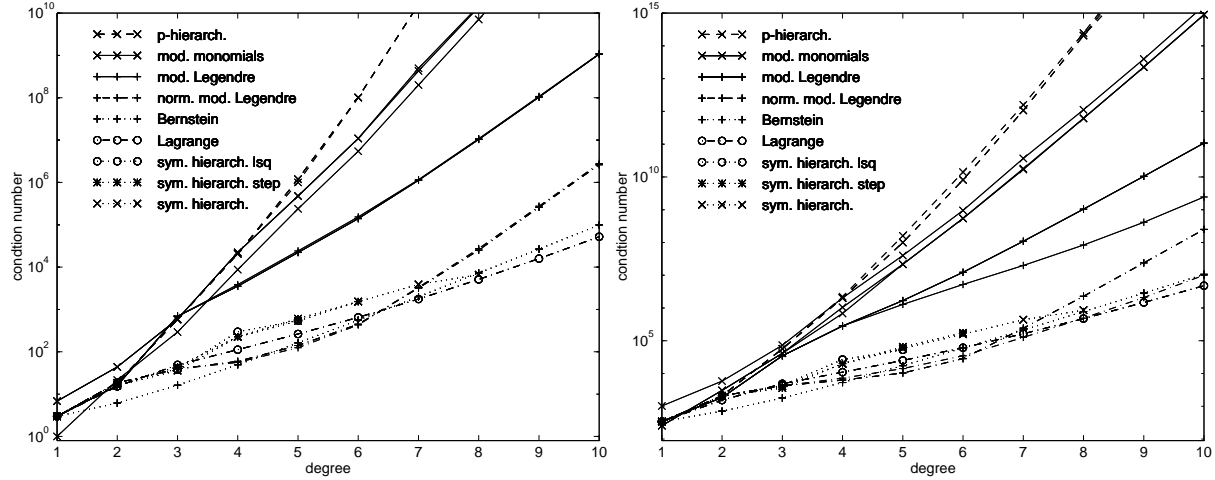 10^10
10^8
10^6
10^4
10^2
10^0
condtion number
p-hierarch.
mod. monomials
mod. Legendre
norm. mod. Legendre
Bernstein
Lagrange
sym. hierarch. lsq
sym. hierarch. step
sym. hierarch.
1 2 3 4 5 6 7 8 9 10
degree
10^15
10^10
10^5
condtion number
p-hierarch.
mod. monomials
mod. Legendre
norm. mod. Legendre
Bernstein
Lagrange
sym. hierarch. lsq
sym. hierarch. step
sym. hierarch.
1 2 3 4 5 6 7 8 9 10
degree